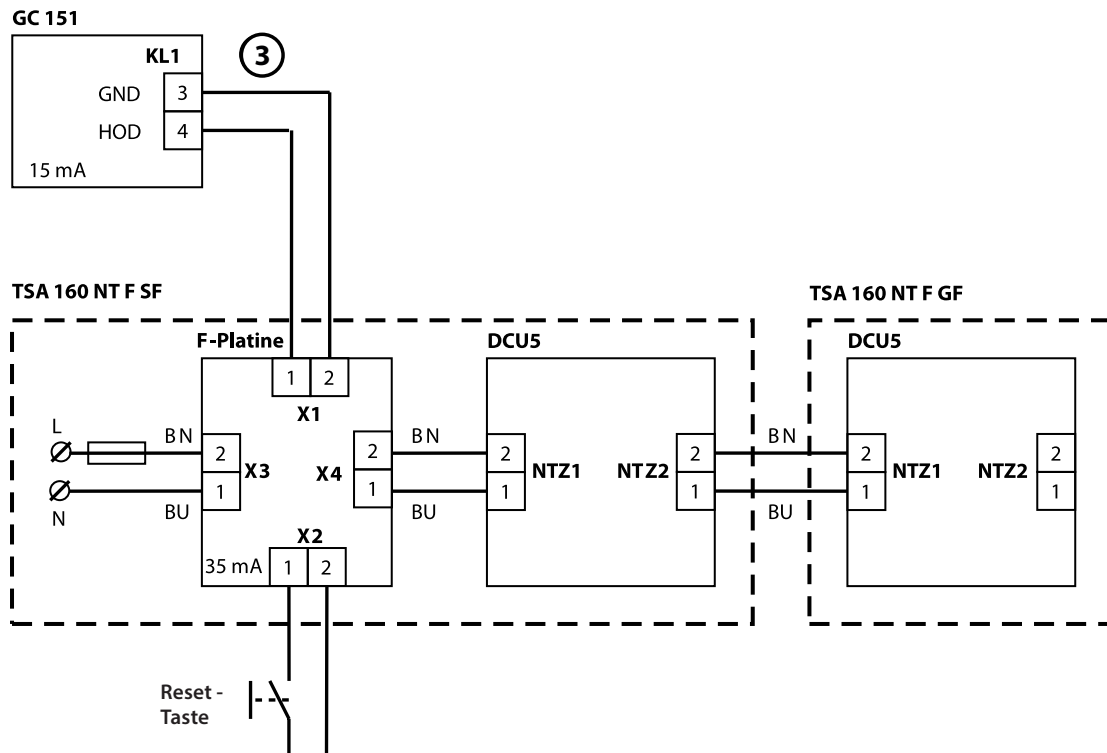 GC 151
KL1
3
GND 3
HOD 4
15 mA
TSA 160 NT F SF
TSA 160 NT F GF
F-Platine
DCU5
DCU5
1 2
X1
L
BN
2
X3
1
BU
N
X4
2
1
BN
BU
2
1
NTZ1
NTZ2
2
1
BN
BU
2
1
NTZ1
NTZ2
2
1
X2
35 mA 1 2
Reset -
Taste